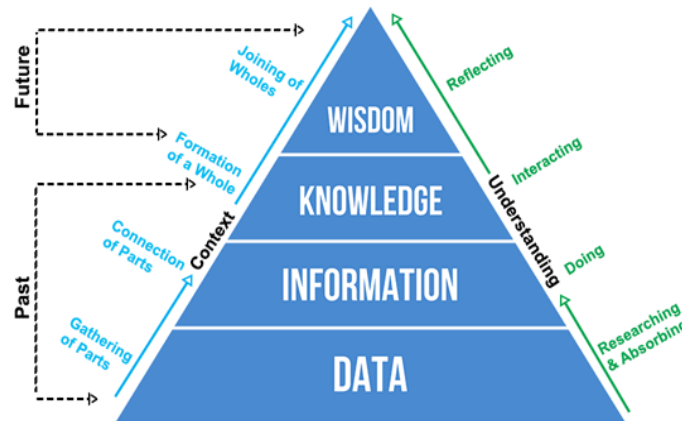 Future
Joining of
Wholes
Reflecting
WISDOM
Formation
of a Whole
Interacting
KNOWLEDGE
Understanding
Context
Connection
of Parts
Doing
Past
INFORMATION
Gathering
of Parts
Researching
& Absorbing
DATA